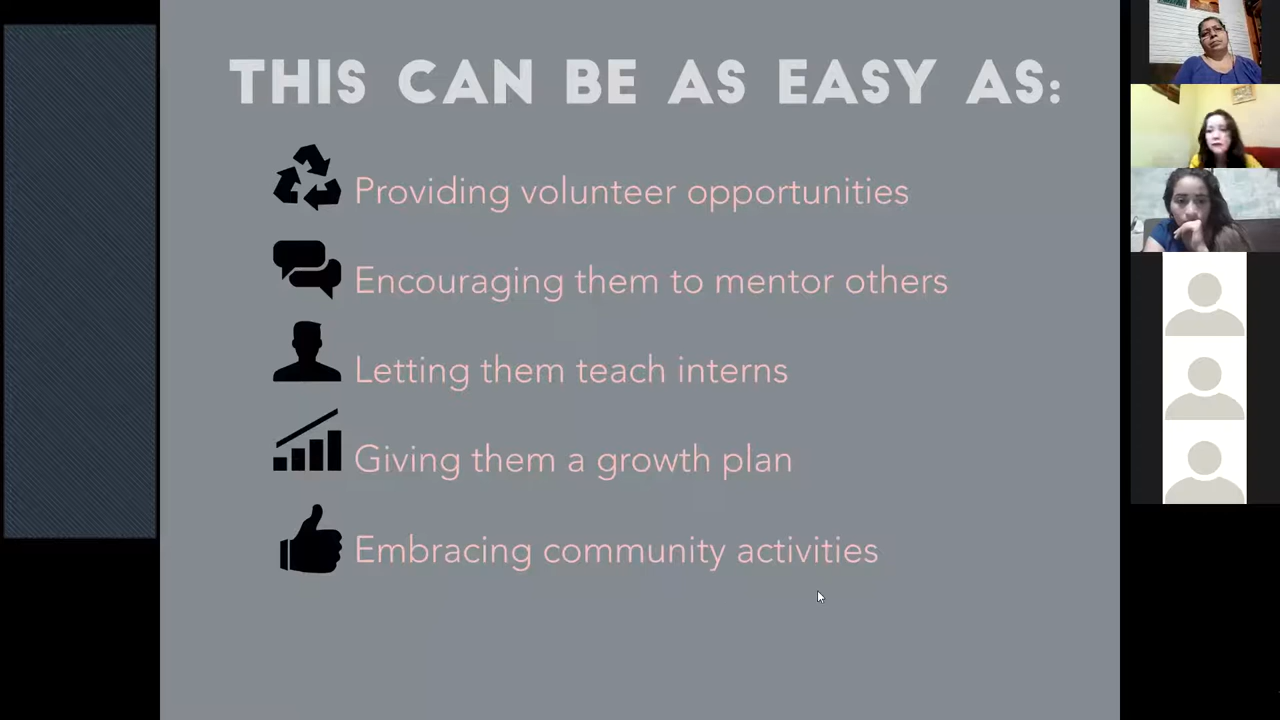 THIS CAN BE AS EASY AS:
Providing volunteer opportunities
Encouraging them to mentor others
Letting them teach interns
Giving them a growth plan
Embracing community activities